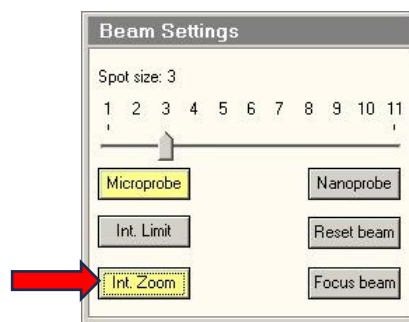 Beam Settings
Spot size: 3
1 2 3 4 5 6 7 8 9 10 11
Microprobe Nanoprobe
Int. Limit Reset beam
Int. Zoom Focus beam